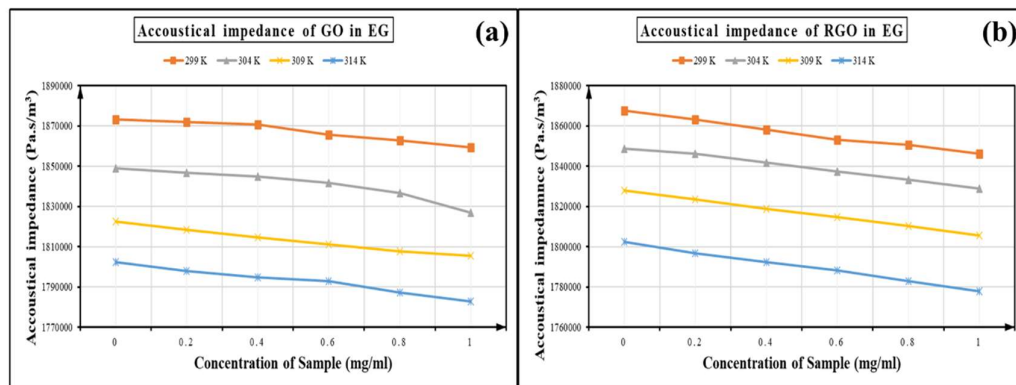 Accoustical impedance of GO in EG
(a)
299 K 304 K 309 K 314 K
Accoustical impedance (Pa.s/m³)
1890000
1870000
1850000
1830000
1810000
1790000
1770000
0 0.2 0.4 0.6 0.8 1
Concentration of Sample (mg/ml)
Accoustical impedance of RGO in EG
(b)
299 K 304 K 309 K 314 K
Accoustical impedamce (Pa.s/m³)
1880000
1860000
1840000
1820000
1800000
1780000
1760000
0 0.2 0.4 0.6 0.8 1
Concentration of Sample (mg/ml)